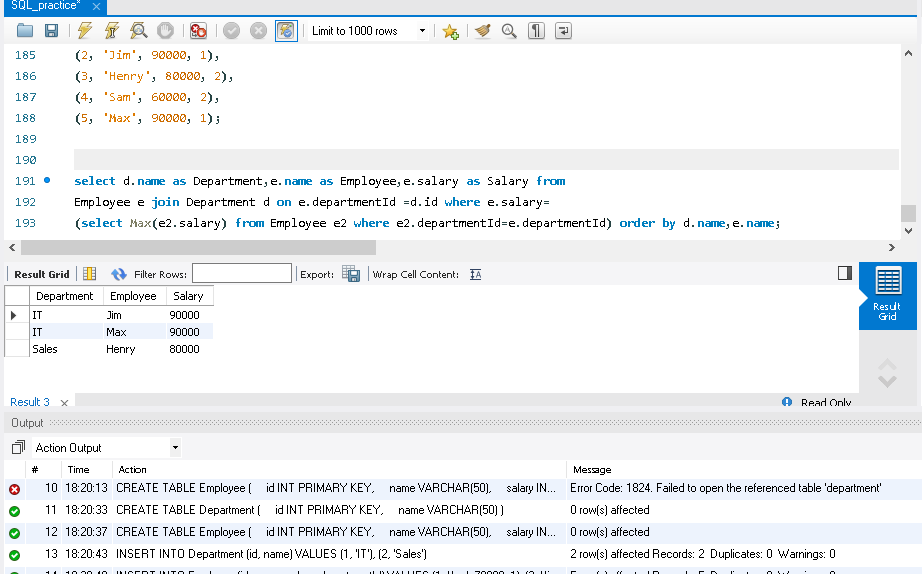 SQL_practice*
Limit to 1000 rows
185 (2, 'Jim', 90000, 1),
186 (3, 'Henry', 80000, 2),
187 (4, 'Sam', 60000, 2),
188 (5, 'Max', 90000, 1);
189
190
191 select d.name as Department,e.name as Employee,e.salary as Salary from
192 Employee e join Department d on e.departmentId =d.id where e.salary=
193 (select Max(e2.salary) from Employee e2 where e2.departmentId=e.departmentId) order by d.name,e.name;
Result Grid Filter Rows: Export: Wrap Cell Content:
Department Employee Salary
IT Jim 90000
IT Max 90000
Sales Henry 80000
Result Grid
Result 3 Read Only
Output
Action Output
# Time Action Message
10 18:20:13 CREATE TABLE Employee ( id INT PRIMARY KEY, name VARCHAR(50), salary IN... Error Code: 1824. Failed to open the referenced table 'department'
11 18:20:33 CREATE TABLE Department ( id INT PRIMARY KEY, name VARCHAR(50) ) 0 row(s) affected
12 18:20:37 CREATE TABLE Employee ( id INT PRIMARY KEY, name VARCHAR(50), salary IN... 0 row(s) affected
13 18:20:43 INSERT INTO Department (id, name) VALUES (1, 'IT'), (2, 'Sales') 2 row(s) affected Records: 2 Duplicates: 0 Warnings: 0